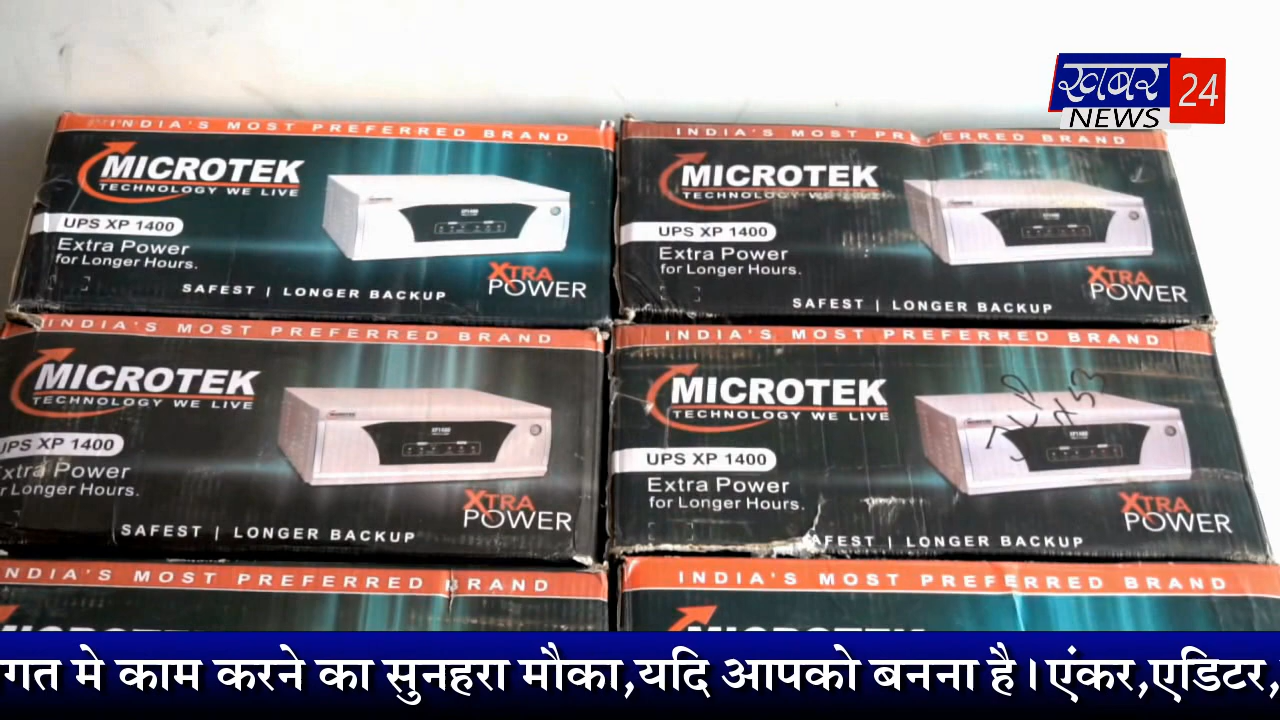 खबर 24
NEWS
INDIA'S MOST PREFERRED BRAND
MICROTEK
TECHNOLOGY WE LIVE
UPS XP 1400
Extra Power
for Longer Hours.
XTRA
POWER
SAFEST | LONGER BACKUP
INDIA'S MOST PREFERRED BRAND
MICROTEK
TECHNOLOGY WE LIVE
UPS XP 1400
Extra Power
for Longer Hours.
XTRA
POWER
SAFEST | LONGER BACKUP
INDIA'S MOST PREFERRED BRAND
MICROTEK
TECHNOLOGY WE LIVE
UPS XP 1400
Extra Power
r Longer Hours.
XTRA
POWER
SAFEST | LONGER BACKUP
INDIA'S MOST PREFERRED BRAND
MICROTEK
TECHNOLOGY WE LIVE
UPS XP 1400
Extra Power
for Longer Hours.
XTRA
POWER
SAFEST | LONGER BACKUP
INDIA'S MOST PREFERRED BRAND
INDIA'S MOST PREFERRED BRAND
गत मे काम करने का सुनहरा मौका,यदि आपको बनना है।एंकर,एडिटर,